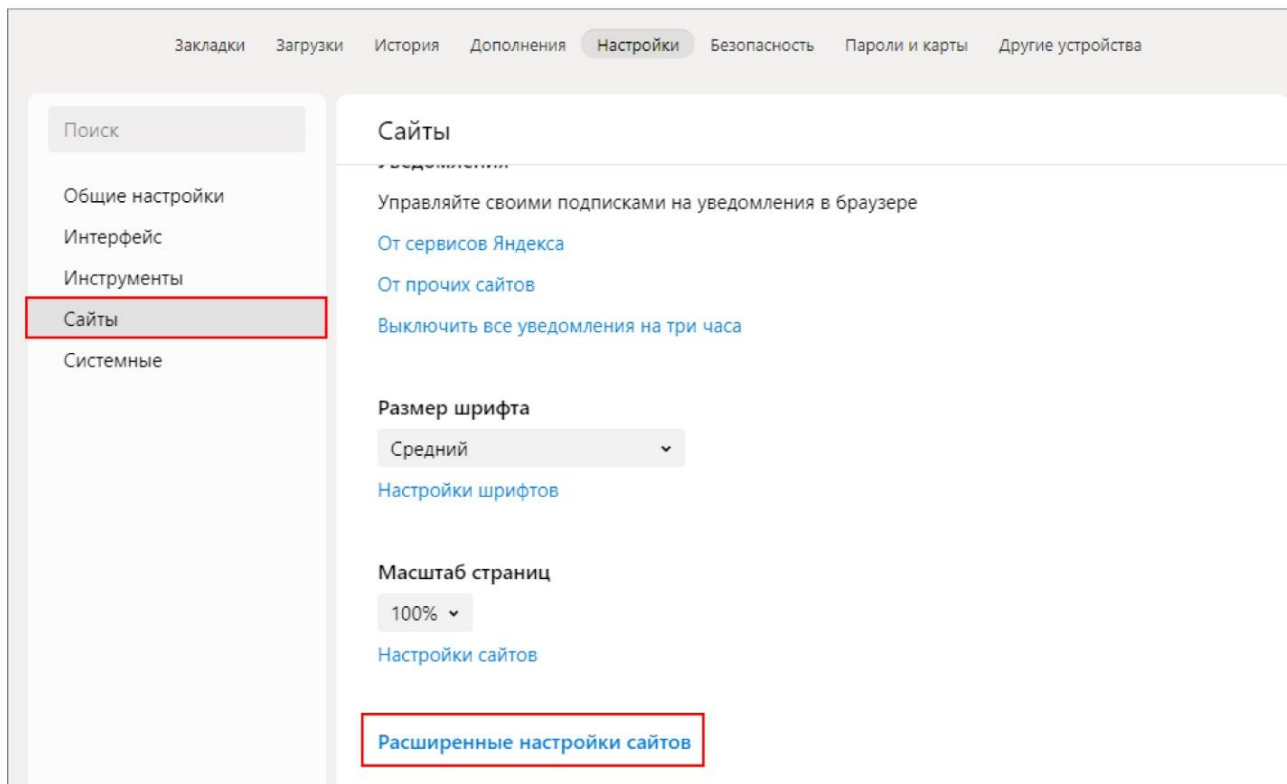 Закладки Загрузки История Дополнения Настройки Безопасность Пароли и карты Другие устройства
Поиск
Общие настройки
Интерфейс
Инструменты
Сайты
Системные
Сайты
Уведомления
Управляйте своими подписками на уведомления в браузере
От сервисов Яндекса
От прочих сайтов
Выключить все уведомления на три часа
Размер шрифта
Средний
Настройки шрифтов
Масштаб страниц
100%
Настройки сайтов
Расширенные настройки сайтов